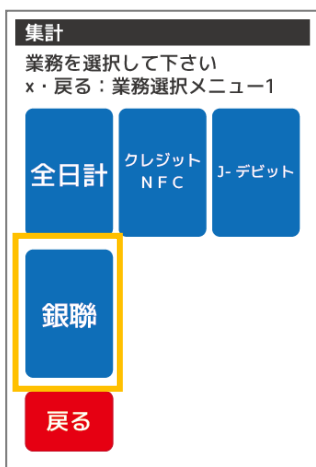 集計
業務を選択して下さい
x・戻る：業務選択メニュー1
全日計
クレジット
NFC
J-デビット
銀聯
戻る